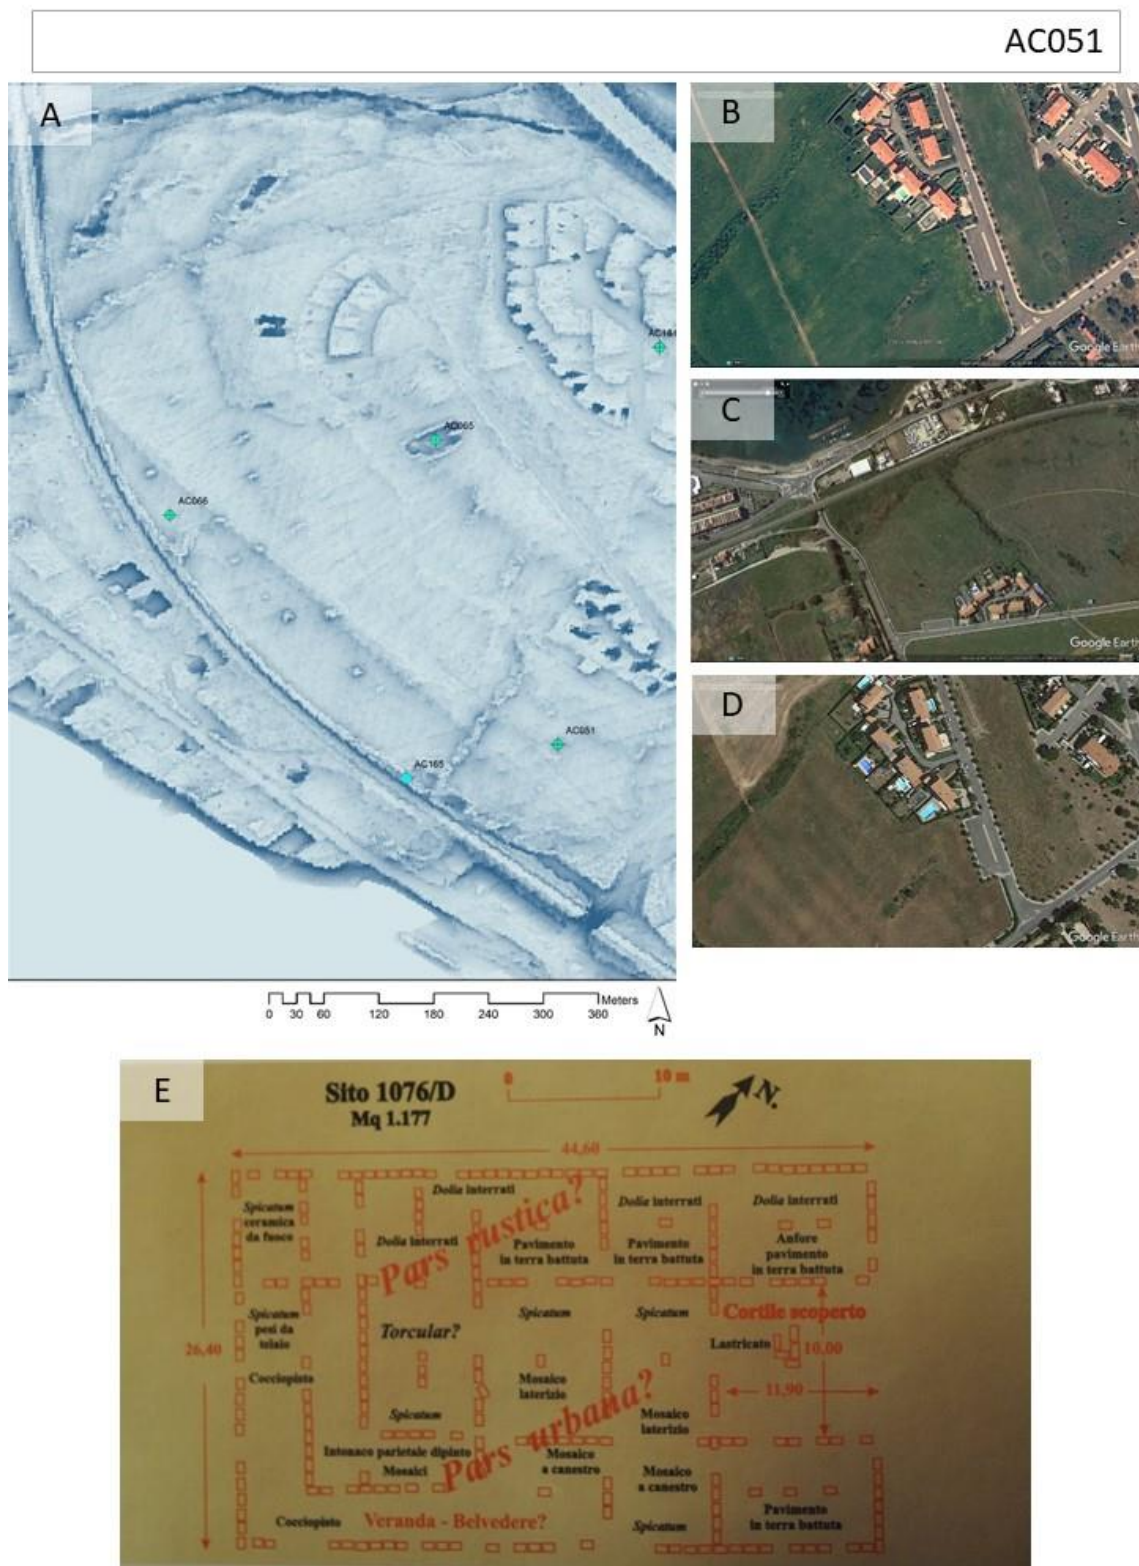 AC051
A
AC161
AC065
AC066
AC051
AC165
Meters
0 30 60 120 180 240 300 360
N
B
Google Earth
C
Google Earth
D
Google Earth
E
Sito 1076/D
Mq 1.177
0 10 m
N.
44,60
26,40
Spicatum
ceramica
da fuoco
Dolia interrati
Dolia interrati
Dolia interrati
Dolia interrati
Pars rustica?
Pavimento
in terra battuta
Pavimento
in terra battuta
Anfore
pavimento
in terra battuta
Spicatum
pesi da
telaio
Torcular?
Spicatum
Spicatum
Cortile scoperto
Lastricato
10,00
11,90
Cocciopisto
Mosaico
laterizio
Spicatum
Pars urbana?
Mosaico
laterizio
Intonaco parietale dipinto
Mosaici
Mosaico
a canestro
Mosaico
a canestro
Cocciopisto
Veranda - Belvedere?
Spicatum
Pavimento
in terra battuta